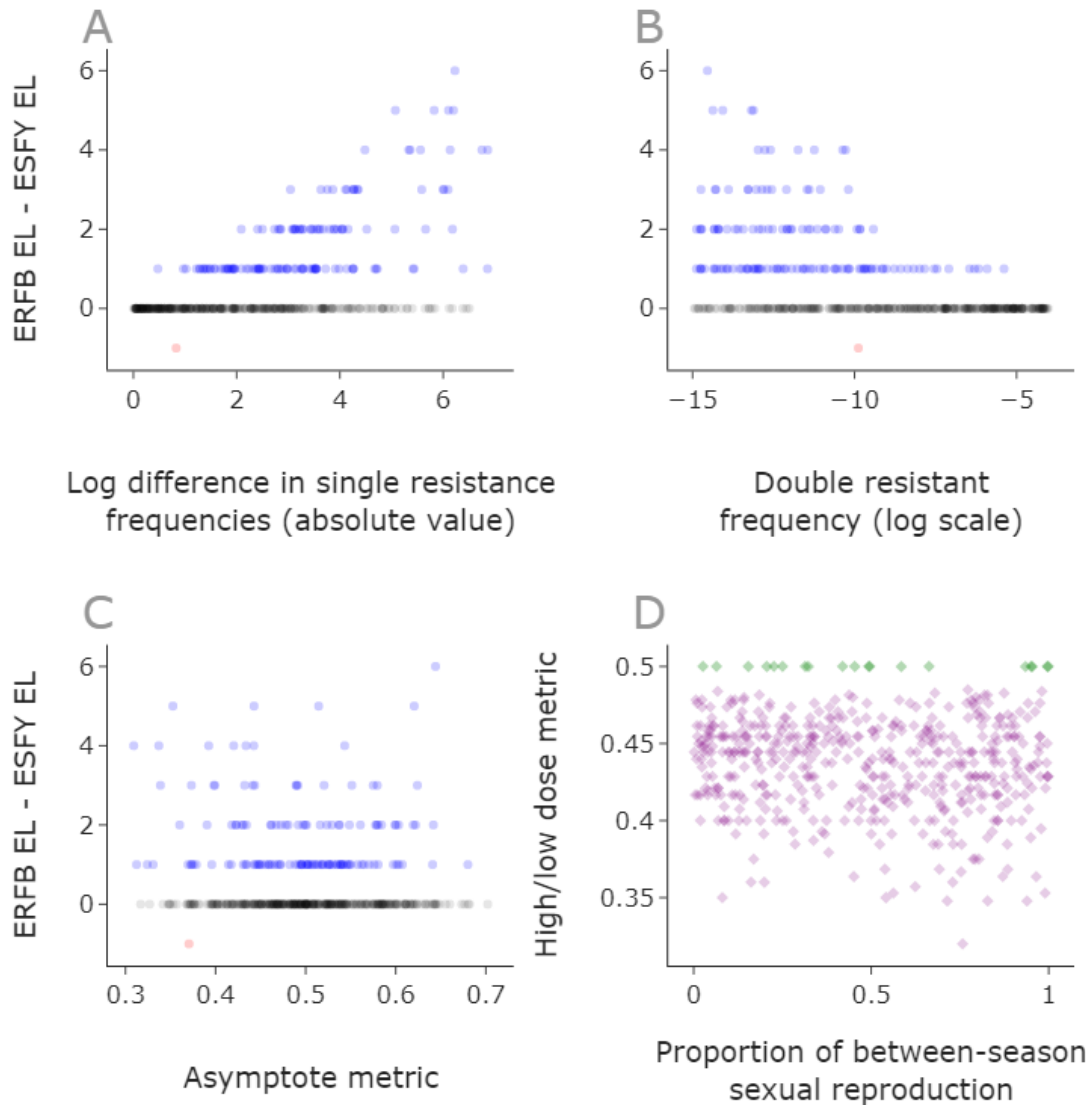 A
B
ERFB EL - ESFY EL
6
4
2
0
0
2
4
6
6
4
2
0
−15
−10
−5
Log difference in single resistance
frequencies (absolute value)
Double resistant
frequency (log scale)
C
D
ERFB EL - ESFY EL
6
4
2
0
0.3
0.4
0.5
0.6
0.7
High/low dose metric
0.5
0.45
0.4
0.35
0
0.5
1
Asymptote metric
Proportion of between-season
sexual reproduction